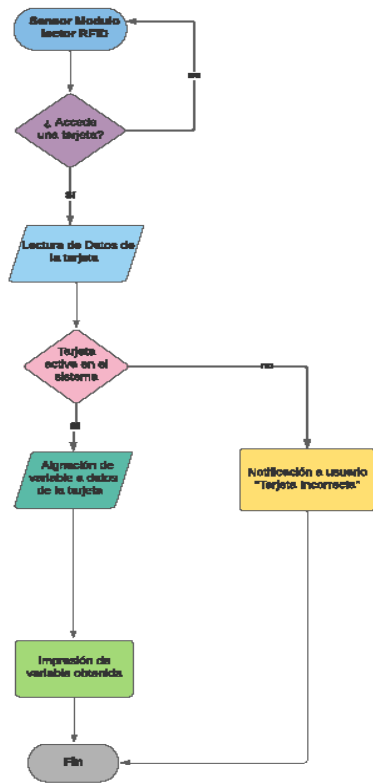 Sensor Modulo
lector RFID
no
¿ Accede
una tarjeta?
si
Lectura de Datos de
la tarjeta
Tarjeta
activa en el
sistema
no
si
Aignación de
variable a datos
de la tarjeta
Notificación a usuario
"Tarjeta Incorrecta"
Impresión de
variable obtenida
Fin